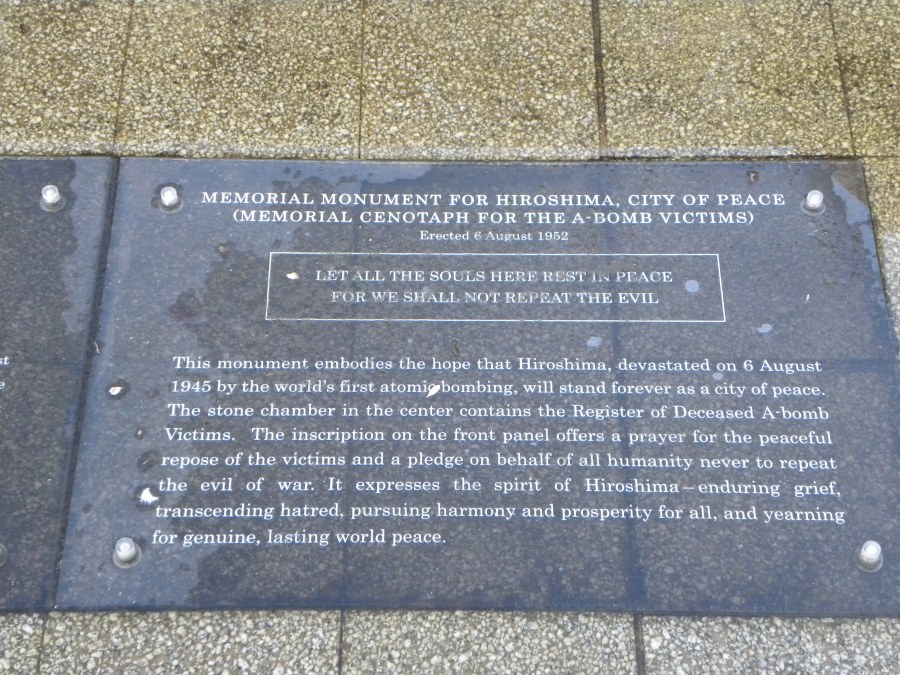 MEMORIAL MONUMENT FOR HIROSHIMA, CITY OF PEACE
(MEMORIAL CENOTAPH FOR THE A-BOMB VICTIMS)
Erected 6 August 1952
LET ALL THE SOULS HERE REST IN PEACE
FOR WE SHALL NOT REPEAT THE EVIL
This monument embodies the hope that Hiroshima, devastated on 6 August
1945 by the world's first atomic bombing, will stand forever as a city of peace.
The stone chamber in the center contains the Register of Deceased A-bomb
Victims. The inscription on the front panel offers a prayer for the peaceful
repose of the victims and a pledge on behalf of all humanity never to repeat
the evil of war. It expresses the spirit of Hiroshima – enduring grief,
transcending hatred, pursuing harmony and prosperity for all, and yearning
for genuine, lasting world peace.